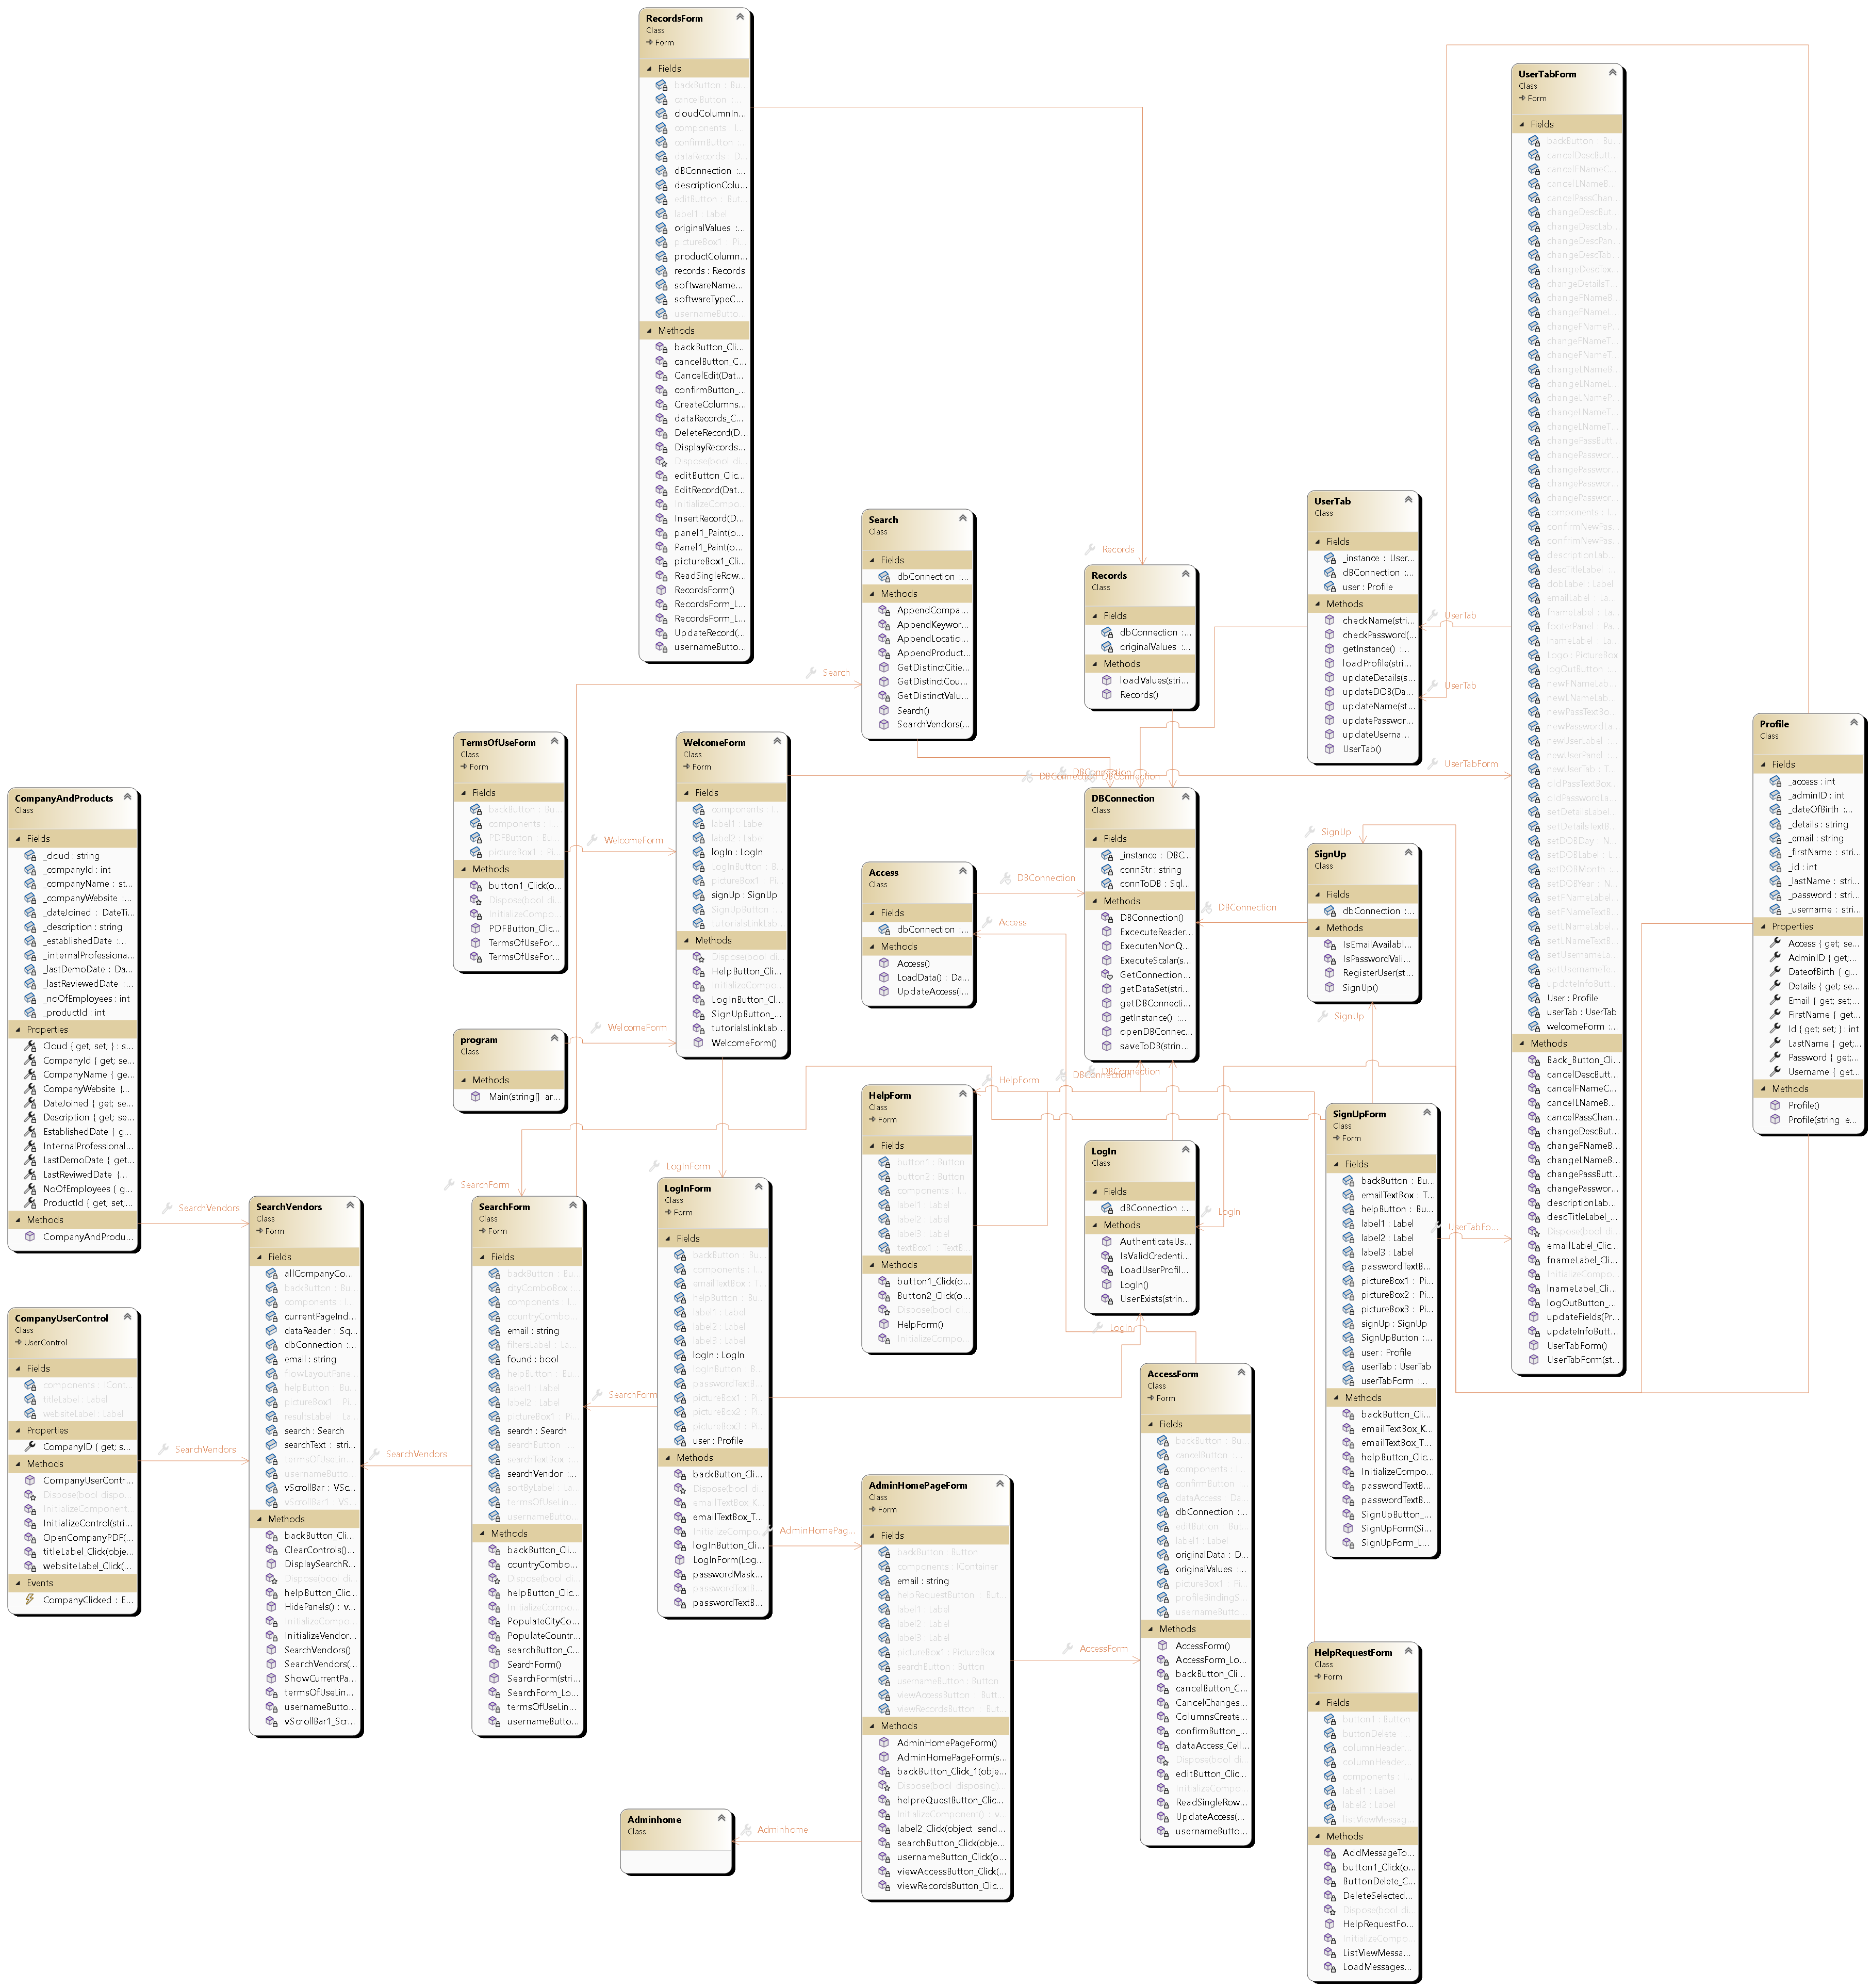 RecordsForm
Class
Form
Fields
backButton : Bu...
cancelButton :...
cloudColumnIn...
components : I...
confirmButton :...
dataRecords : D...
dBConnection :...
descriptionColu...
editButton : But...
label1 : Label
originalValues :...
pictureBox1 : Pi...
productColumn...
records : Records
softwareName...
softwareTypeC...
usernameButto...
Methods
backButton_Cli...
cancelButton_C...
CancelEdit(Dat...
confirmButton_...
CreateColumns...
dataRecords_C...
DeleteRecord(D...
DisplayRecords...
Dispose(bool di...
editButton_Clic...
EditRecord(Dat...
InitializeCompo...
InsertRecord(D...
panel1_Paint(o...
Panel1_Paint(o...
pictureBox1_Cli...
ReadSingleRow...
RecordsForm()
RecordsForm_L...
RecordsForm_L...
UpdateRecord(...
usernameButto...
Search
Class
Fields
dbConnection :...
Methods
AppendCompa...
AppendKeywor...
AppendLocatio...
AppendProduct...
GetDistinctCitie...
GetDistinctCou...
GetDistinctValu...
Search()
SearchVendors(...
Records
Records
Class
Fields
dbConnection :...
originalValues :...
Methods
loadValues(stri...
Records()
UserTab
Class
Fields
_instance : User...
dBConnection :...
user : Profile
Methods
checkName(stri...
checkPassword(...
getInstance() :...
loadProfile(stri...
updateDetails(s...
updateDOB(Da...
updateName(st...
updatePasswor...
updateUserna...
UserTab()
UserTab
UserTab
UserTabForm
UserTabForm
Class
Form
Fields
backButton : Bu...
cancelDescButt...
cancelFNameC...
cancelLNameB...
cancelPassChan...
changeDescBut...
changeDescLab...
changeDescPan...
changeDescTab...
changeDescTex...
changeDetailsT...
changeFNameB...
changeFNameL...
changeFNameP...
changeFNameT...
changeFNameT...
changeLNameB...
changeLNameL...
changeLNameP...
changeLNameT...
changeLNameT...
changePassButt...
changePasswor...
changePasswor...
changePasswor...
changePasswor...
components : I...
confirmNewPas...
confirmNewPas...
descriptionLab...
descTitleLabel :...
dobLabel : Label
emailLabel : La...
fnameLabel : La...
footerPanel : Pa...
lnameLabel : La...
Logo : PictureBox
logOutButton :...
newFNameLab...
newLNameLab...
newPassTextBo...
newPasswordLa...
newUserLabel :...
newUserPanel :...
newUserTab : T...
oldPassTextBox...
oldPasswordLa...
setDetailsLabel...
setDetailsTextB...
setDOBDay : N...
setDOBLabel : L...
setDOBMonth :...
setDOBYear : N...
setFNameLabel...
setFNameTextB...
setLNameLabel...
setLNameTextB...
setUsernameLa...
setUsernameTe...
updateInfoButt...
User : Profile
userTab : UserTab
welcomeForm :...
Methods
Back_Button_Cli...
cancelDescButt...
cancelFNameC...
cancelLNameB...
cancelPassChan...
changeDescBut...
changeFNameB...
changeLNameB...
changePassButt...
changePasswor...
descriptionLab...
descTitleLabel_...
Dispose(bool di...
emailLabel_Clic...
fnameLabel_Cli...
InitializeCompo...
lnameLabel_Cli...
logOutButton_...
updateFields(Pr...
updateInfoButt...
UserTabForm()
UserTabForm(st...
Profile
Class
Fields
_access : int
_adminID : int
_dateOfBirth :...
_details : string
_email : string
_firstName : stri...
_id : int
_lastName : stri...
_password : stri...
_username : stri...
Properties
Access { get; se...
AdminID { get;...
DateofBirth { g...
Details { get; se...
Email { get; set;...
FirstName { get...
Id { get; set; } : int
LastName { get;...
Password { get;...
Username { get...
Methods
Profile()
Profile(string e...
TermsOfUseForm
Class
Form
Fields
backButton : Bu...
components : I...
PDFButton : Bu...
pictureBox1 : Pi...
Methods
button1_Click(o...
Dispose(bool di...
InitializeCompo...
PDFButton_Clic...
TermsOfUseFor...
TermsOfUseFor...
WelcomeForm
WelcomeForm
WelcomeForm
Class
Form
Fields
components : I...
label1 : Label
label2 : Label
logIn : LogIn
LogInButton : B...
pictureBox1 : Pi...
signUp : SignUp
SignUpButton :...
tutorialsLinkLab...
Methods
Dispose(bool di...
HelpButton_Cli...
InitializeCompo...
LogInButton_Cl...
SignUpButton_...
tutorialsLinkLab...
WelcomeForm()
program
Class
Methods
Main(string[] ar...
CompanyAndProducts
Class
Fields
_cloud : string
_companyId : int
_companyName : st...
_companyWebsite :...
_dateJoined : DateTi...
_description : string
_establishedDate :...
_internalProfessiona...
_lastDemoDate : Da...
_lastReviewedDate :...
_noOfEmployees : int
_productId : int
Properties
Cloud { get; set; } : s...
CompanyId { get; se...
CompanyName { ge...
CompanyWebsite {...
DateJoined { get; se...
Description { get; se...
EstablishedDate { g...
InternalProfessional...
LastDemoDate { get...
LastReviwedDate {...
NoOfEmployees { g...
ProductId { get; set;...
Methods
CompanyAndProdu...
Access
Class
Fields
dbConnection :...
Methods
Access()
LoadData() : Da...
UpdateAccess(i...
Search
DBConnection
DBConnection
DBConnection
DBConnection
Access
DBConnection
Class
Fields
_instance : DBC...
connStr : string
connToDB : Sql...
Methods
DBConnection()
ExcecuteReader...
ExecutenNonQ...
ExecuteScalar(s...
GetConnection...
getDataSet(strin...
getDBConnecti...
getInstance() :...
openDBConnec...
saveToDB(strin...
DBConnection
DBConnection
DBConnection
SignUp
SignUp
Class
Fields
dbConnection :...
Methods
IsEmailAvailabl...
IsPasswordVali...
RegisterUser(st...
SignUp()
SignUp
HelpForm
HelpForm
Class
Form
Fields
button1 : Button
button2 : Button
components : I...
label1 : Label
label2 : Label
label3 : Label
textBox1 : TextB...
Methods
button1_Click(o...
Button2_Click(o...
Dispose(bool di...
HelpForm()
InitializeCompo...
LogIn
Class
Fields
dBConnection :...
Methods
AuthenticateUs...
IsValidCredenti...
LoadUserProfil...
LogIn()
UserExists(strin...
LogIn
LogIn
SignUpForm
Class
Form
Fields
backButton : Bu...
emailTextBox : T...
helpButton : Bu...
label1 : Label
label2 : Label
label3 : Label
passwordTextB...
pictureBox1 : Pi...
pictureBox2 : Pi...
pictureBox3 : Pi...
signUp : SignUp
SignUpButton :...
user : Profile
userTab : UserTab
userTabForm :...
Methods
backButton_Cli...
emailTextBox_K...
emailTextBox_T...
helpButton_Clic...
InitializeCompo...
passwordTextB...
passwordTextB...
SignUpButton_...
SignUpForm(Si...
SignUpForm_L...
UserTabFo...
SearchVendors
SearchVendors
SearchVendors
SearchVendors
Class
Form
Fields
allCompanyCo...
backButton : Bu...
components : I...
currentPageInd...
dataReader : Sq...
dbConnection :...
email : string
flowLayoutPane...
helpButton : Bu...
pictureBox1 : Pi...
resultsLabel : La...
search : Search
searchText : stri...
termsOfUseLin...
usernameButto...
vScrollBar : VSc...
vScrollBar1 : VS...
Methods
backButton_Cli...
ClearControls()...
DisplaySearchR...
Dispose(bool di...
helpButton_Clic...
HidePanels() : v...
InitializeCompo...
InitializeVendor...
SearchVendors()
SearchVendors(...
ShowCurrentPa...
termsOfUseLin...
usernameButto...
vScrollBar1_Scr...
SearchForm
SearchForm
SearchForm
Class
Form
Fields
backButton : Bu...
cityComboBox :...
components : I...
countryCombo...
email : string
filtersLabel : La...
found : bool
helpButton : Bu...
label1 : Label
label2 : Label
pictureBox1 : Pi...
search : Search
searchButton :...
searchTextBox :...
searchVendor :...
sortByLabel : La...
termsOfUseLin...
usernameButto...
Methods
backButton_Cli...
countryCombo...
Dispose(bool di...
helpButton_Clic...
InitializeCompo...
PopulateCityCo...
PopulateCountr...
searchButton_C...
SearchForm()
SearchForm(stri...
SearchForm_Lo...
termsOfUseLin...
usernameButto...
LogInForm
LogInForm
Class
Form
Fields
backButton : Bu...
components : I...
emailTextBox : T...
helpButton : Bu...
label1 : Label
label2 : Label
label3 : Label
logIn : LogIn
logInButton : B...
passwordTextB...
pictureBox1 : Pi...
pictureBox2 : Pi...
pictureBox3 : Pi...
user : Profile
Methods
backButton_Cli...
Dispose(bool di...
emailTextBox_K...
emailTextBox_T...
InitializeCompo...
logInButton_Cli...
LogInForm(Log...
passwordMask...
passwordTextB...
passwordTextB...
CompanyUserControl
Class
UserControl
Fields
components : ICont...
titleLabel : Label
websiteLabel : Label
Properties
CompanyID { get; s...
Methods
CompanyUserContr...
Dispose(bool dispo...
InitializeComponent...
InitializeControl(stri...
OpenCompanyPDF(...
titleLabel_Click(obje...
websiteLabel_Click(...
Events
CompanyClicked : E...
AdminHomePag...
AdminHomePageForm
Class
Form
Fields
backButton : Button
components : IContainer
email : string
helpRequestButton : But...
label1 : Label
label2 : Label
label3 : Label
pictureBox1 : PictureBox
searchButton : Button
usernameButton : Button
viewAccessButton : Butt...
viewRecordsButton : But...
Methods
AdminHomePageForm()
AdminHomePageForm(s...
backButton_Click_1(obje...
Dispose(bool disposing)...
helpreQuestButton_Clic...
InitializeComponent() : v...
label2_Click(object send...
searchButton_Click(obje...
usernameButton_Click(o...
viewAccessButton_Click(...
viewRecordsButton_Clic...
Adminhome
Class
Adminhome
AccessForm
AccessForm
Class
Form
Fields
backButton : Bu...
cancelButton :...
components : I...
confirmButton :...
dataAccess : Da...
dbConnection :...
editButton : But...
label1 : Label
originalData : D...
originalValues :...
pictureBox1 : Pi...
profileBindingS...
usernameButto...
Methods
AccessForm()
AccessForm_Lo...
backButton_Cli...
cancelButton_C...
CancelChanges...
ColumnsCreate...
confirmButton_...
dataAccess_Cell...
Dispose(bool di...
editButton_Clic...
InitializeCompo...
ReadSingleRow...
UpdateAccess(...
usernameButto...
HelpRequestForm
Class
Form
Fields
button1 : Button
buttonDelete :...
columnHeader...
columnHeader...
components : I...
label1 : Label
label2 : Label
listViewMessag...
Methods
AddMessageTo...
button1_Click(o...
ButtonDelete_C...
DeleteSelected...
Dispose(bool di...
HelpRequestFo...
InitializeCompo...
ListViewMessa...
LoadMessages...